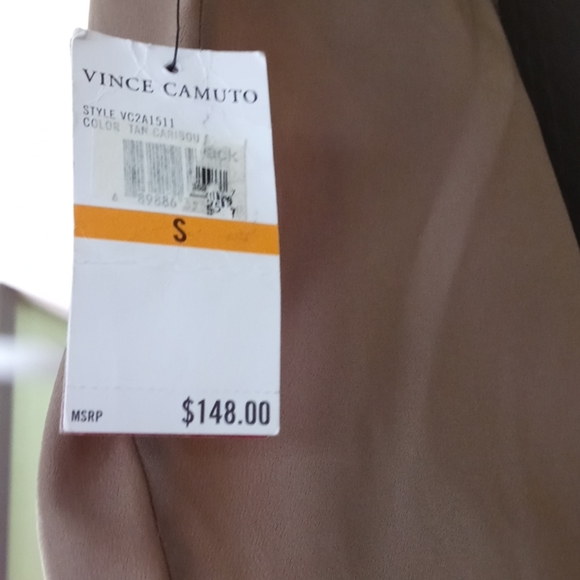 VINCE CAMUTO
STYLE VC2A1511
COLOR TAN CARIBOU
S
MSRP $148.00